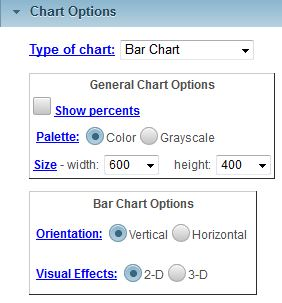 Chart Options
Type of chart: Bar Chart
General Chart Options
Show percents
Palette: Color Grayscale
Size - width: 600 height: 400
Bar Chart Options
Orientation: Vertical Horizontal
Visual Effects: 2-D 3-D